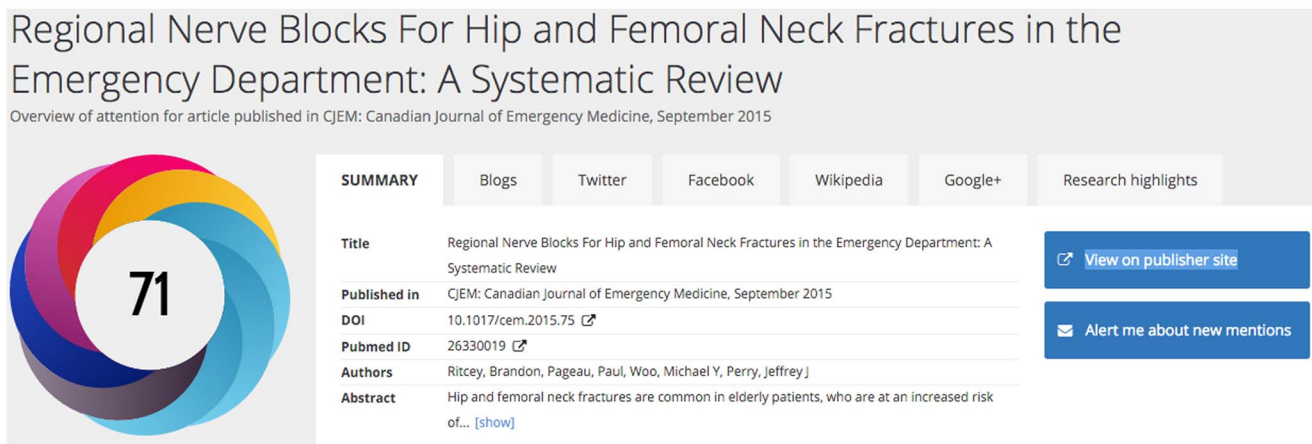 Regional Nerve Blocks For Hip and Femoral Neck Fractures in the
Emergency Department: A Systematic Review
Overview of attention for article published in CJEM: Canadian Journal of Emergency Medicine, September 2015
71
SUMMARY Blogs Twitter Facebook Wikipedia Google+ Research highlights
Title Regional Nerve Blocks For Hip and Femoral Neck Fractures in the Emergency Department: A
Systematic Review
Published in CJEM: Canadian Journal of Emergency Medicine, September 2015
DOI 10.1017/cem.2015.75
Pubmed ID 26330019
Authors Ritcey, Brandon, Pageau, Paul, Woo, Michael Y, Perry, Jeffrey J
Abstract Hip and femoral neck fractures are common in elderly patients, who are at an increased risk
of... [show]
View on publisher site
Alert me about new mentions